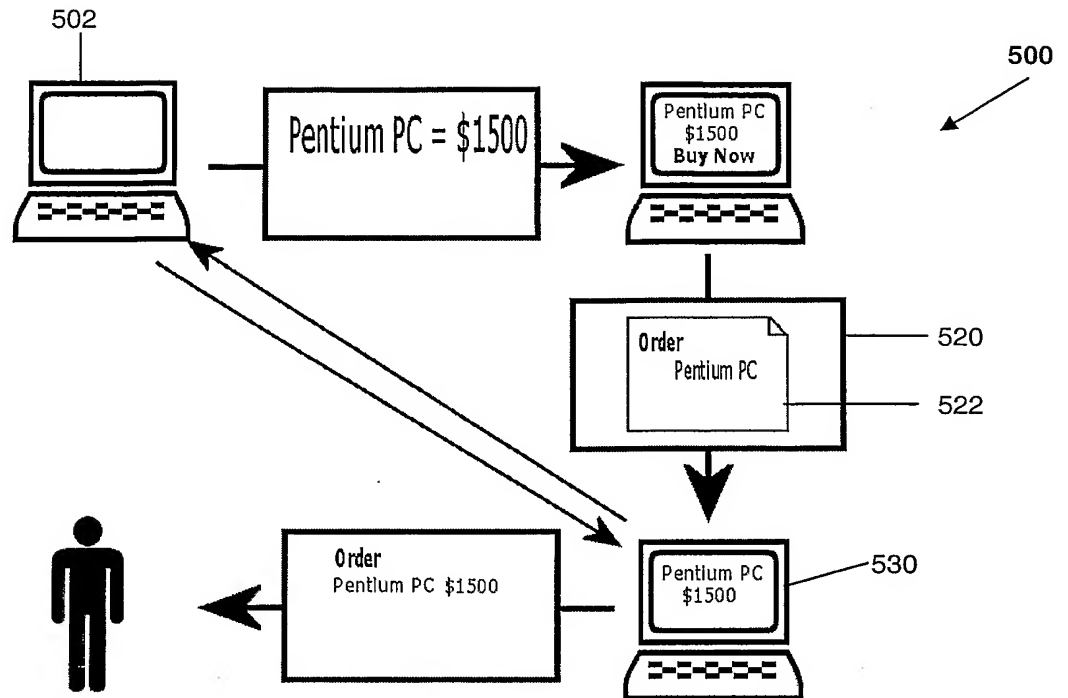 502
500
Pentium PC = $1500
Pentium PC
$1500
Buy Now
Order
Pentium PC
520
522
Order
Pentium PC $1500
Pentium PC
$1500
530